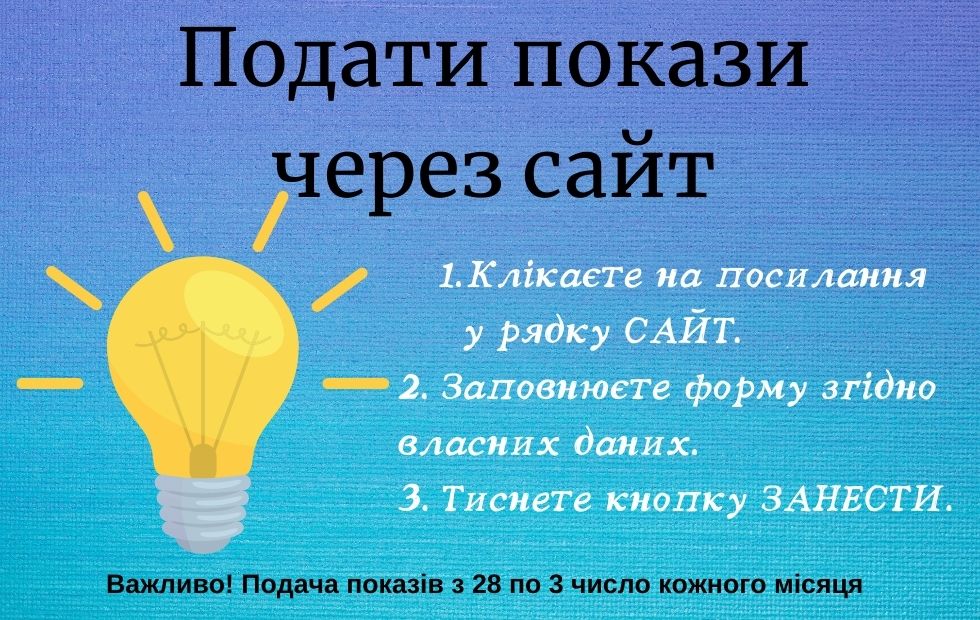 Подати покази
через сайт
1.Клікаєте на посилання
у рядку САЙТ.
2. Заповнюєте форму згідно
власних даних.
3. Тиснете кнопку ЗАНЕСТИ.
Важливо! Подача показів з 28 по 3 число кожного місяця